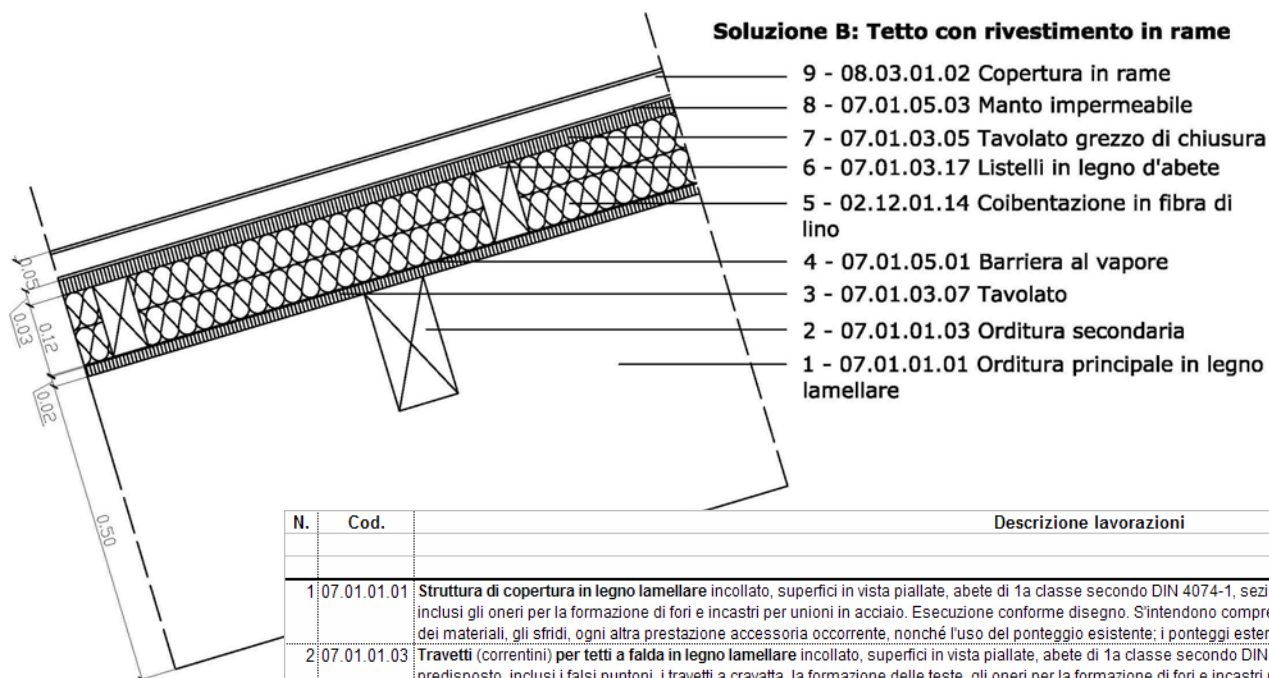 Soluzione B: Tetto con rivestimento in rame
9 - 08.03.01.02 Copertura in rame
8 - 07.01.05.03 Manto impermeabile
7 - 07.01.03.05 Tavolato grezzo di chiusura
6 - 07.01.03.17 Listelli in legno d'abete
5 - 02.12.01.14 Coibentazione in fibra di
lino
4 - 07.01.05.01 Barriera al vapore
3 - 07.01.03.07 Tavolato
2 - 07.01.01.03 Orditura secondaria
1 - 07.01.01.01 Orditura principale in legno
lamellare
0.05
0.03
0.12
0.02
0.50
N. Cod. Descrizione lavorazioni
1 07.01.01.01 Struttura di copertura in legno lamellare incollato, superfici in vista piallate, abete di 1a classe secondo DIN 4074-1, sezi
inclusi gli oneri per la formazione di fori e incastri per unioni in acciaio. Esecuzione conforme disegno. S'intendono compre
dei materiali, gli sfridi, ogni altra prestazione accessoria occorrente, nonché l'uso del ponteggio esistente; i ponteggi ester
2 07.01.01.03 Travetti (correntini) per tetti a falda in legno lamellare incollato, superfici in vista piallate, abete di 1a classe secondo DIN
predisposto, inclusi i falsi puntoni, i travetti a cravatta, la formazione delle teste, gli oneri per la formazione di fori e incastri